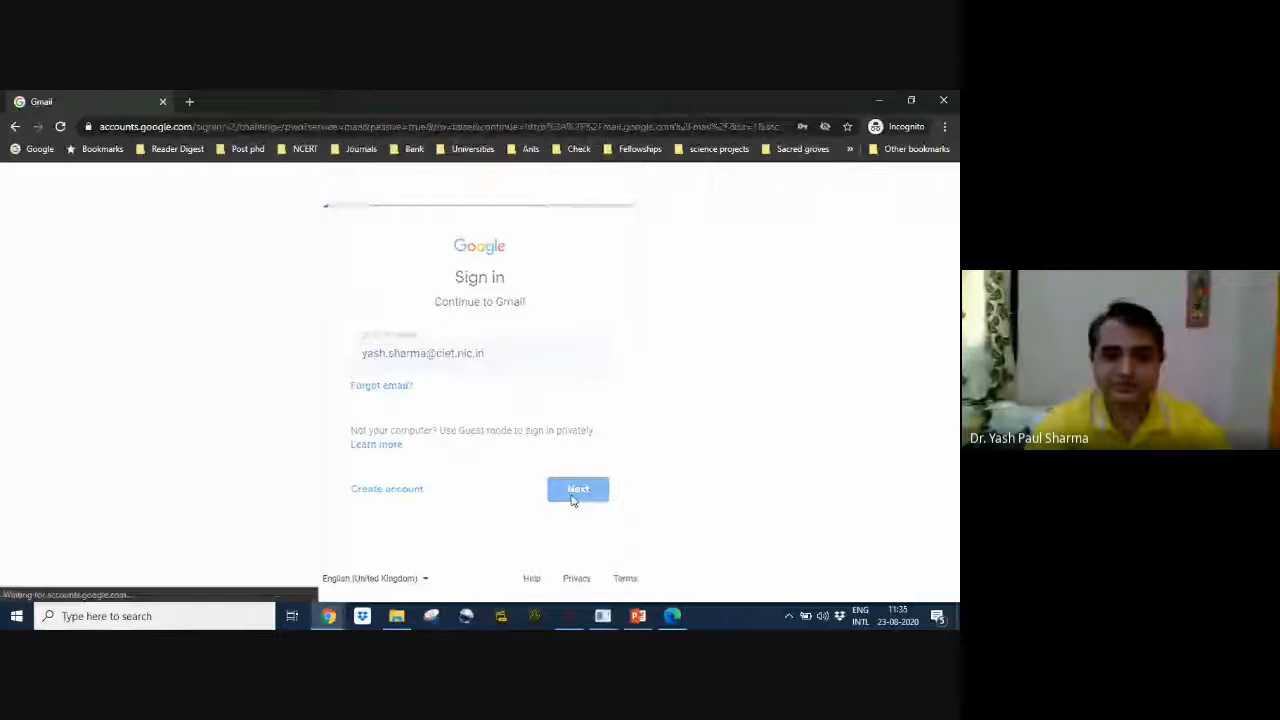 Gmail
Incognito
Google Bookmarks Reader Digest Post phd NCERT Journals Bank Universities Ants Check Fellowships science projects Sacred groves » Other bookmarks
Google
Sign in
Continue to Gmail
yash.sharma@ciet.nic.in
Forgot email?
Not your computer? Use Guest mode to sign in privately
Learn more
Create account Next
English (United Kingdom) Help Privacy Terms
Waiting for accounts.google.com...
Type here to search
ENG
INTL
11:35
23-08-2020
Dr. Yash Paul Sharma